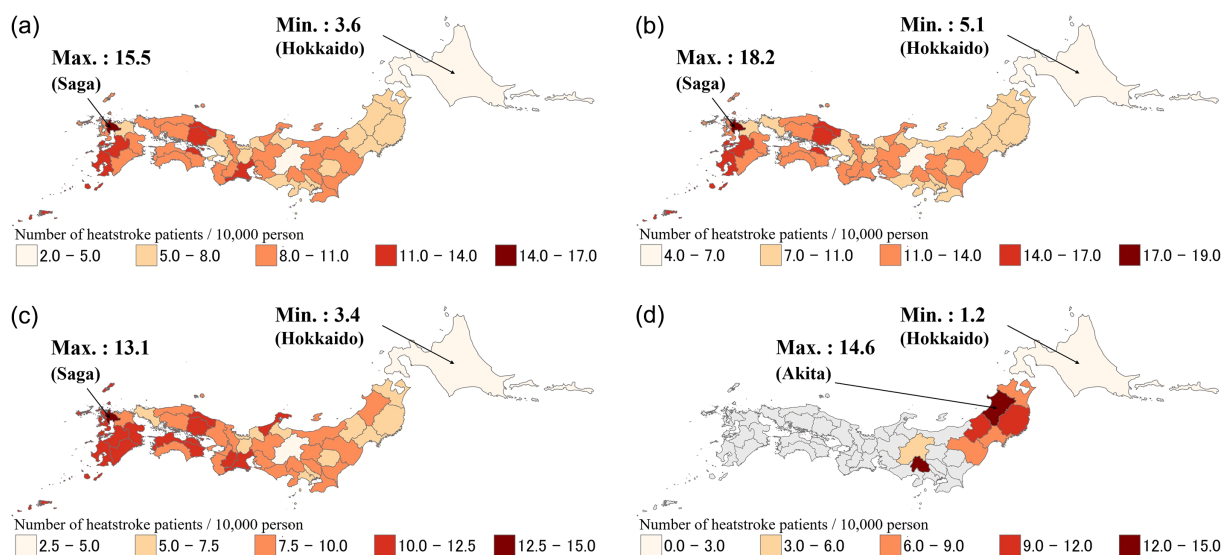 (a)
Max. : 15.5
(Saga)
Min. : 3.6
(Hokkaido)
Number of heatstroke patients / 10,000 person
2.0 – 5.0
5.0 – 8.0
8.0 – 11.0
11.0 – 14.0
14.0 – 17.0
(b)
Max. : 18.2
(Saga)
Min. : 5.1
(Hokkaido)
Number of heatstroke patients / 10,000 person
4.0 – 7.0
7.0 – 11.0
11.0 – 14.0
14.0 – 17.0
17.0 – 19.0
(c)
Max. : 13.1
(Saga)
Min. : 3.4
(Hokkaido)
Number of heatstroke patients / 10,000 person
2.5 – 5.0
5.0 – 7.5
7.5 – 10.0
10.0 – 12.5
12.5 – 15.0
(d)
Max. : 14.6
(Akita)
Min. : 1.2
(Hokkaido)
Number of heatstroke patients / 10,000 person
0.0 – 3.0
3.0 – 6.0
6.0 – 9.0
9.0 – 12.0
12.0 – 15.0